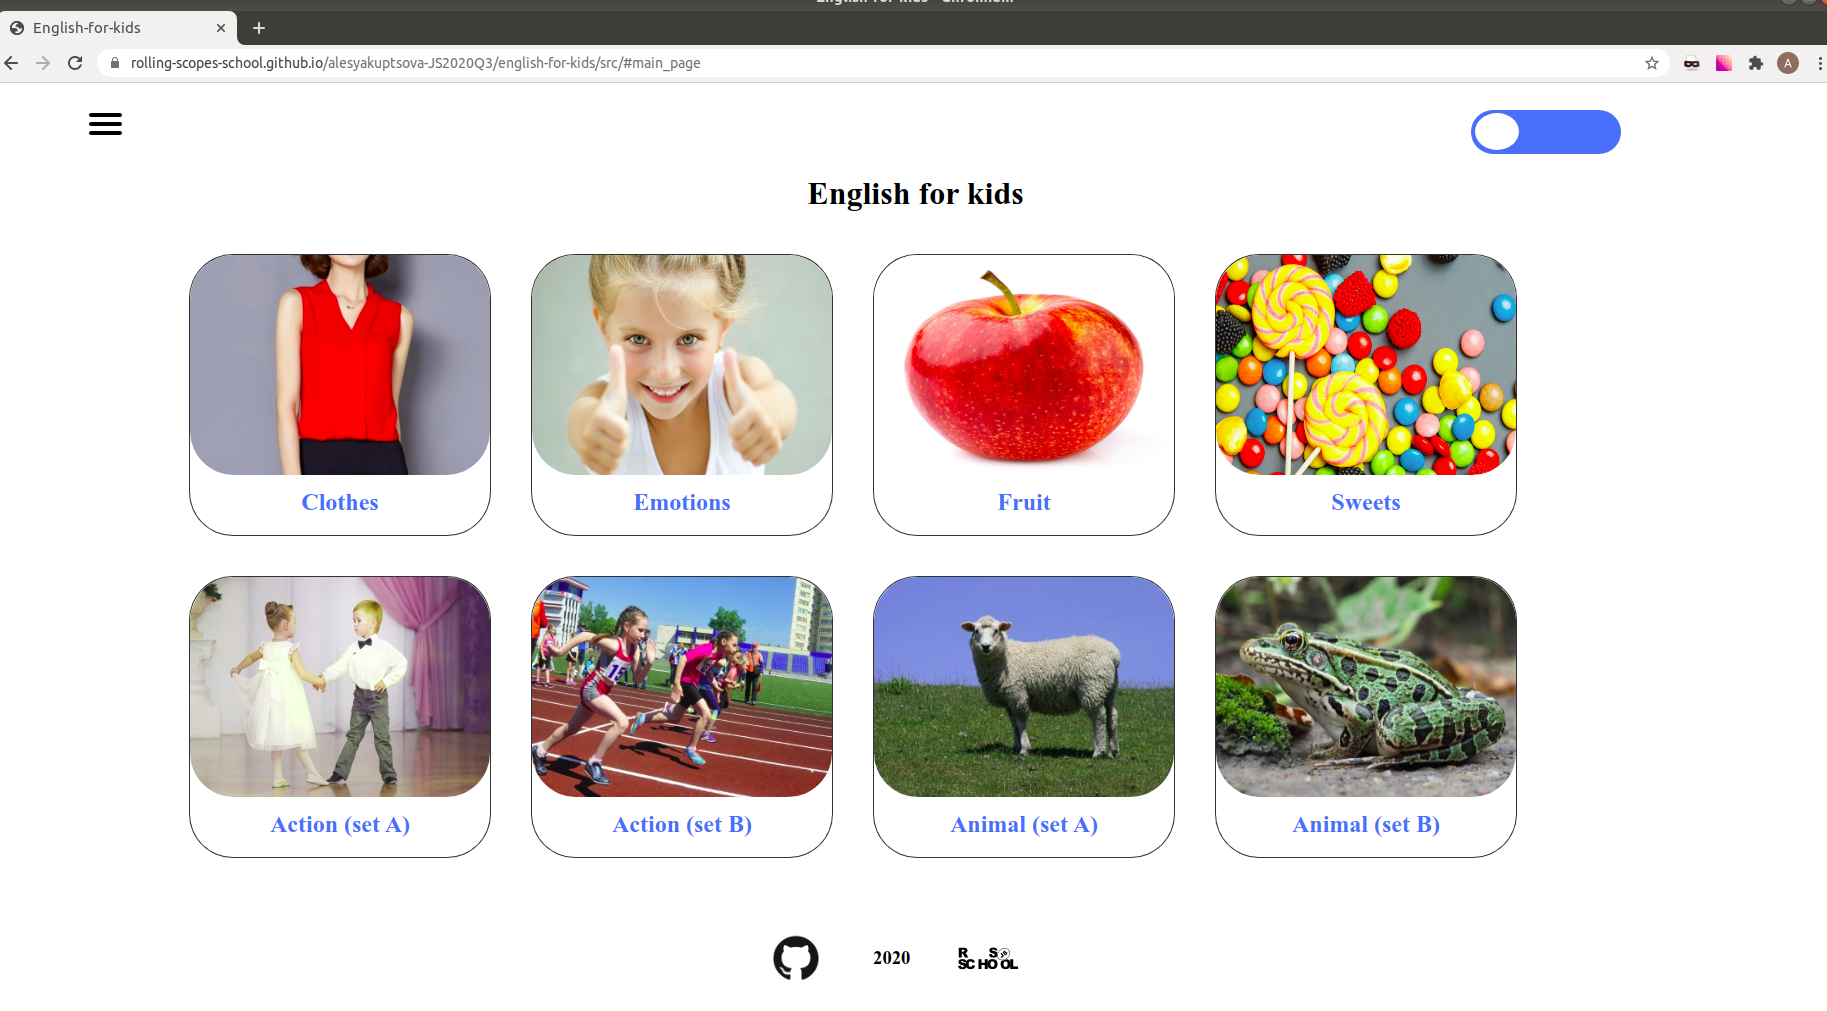 English-for-kids
rolling-scopes-school.github.io/alesyakuptsova-JS2020Q3/english-for-kids/src/#main_page
A
English for kids
Clothes
Emotions
Fruit
Sweets
Action (set A)
Action (set B)
Animal (set A)
Animal (set B)
2020
R S
SCHOOL